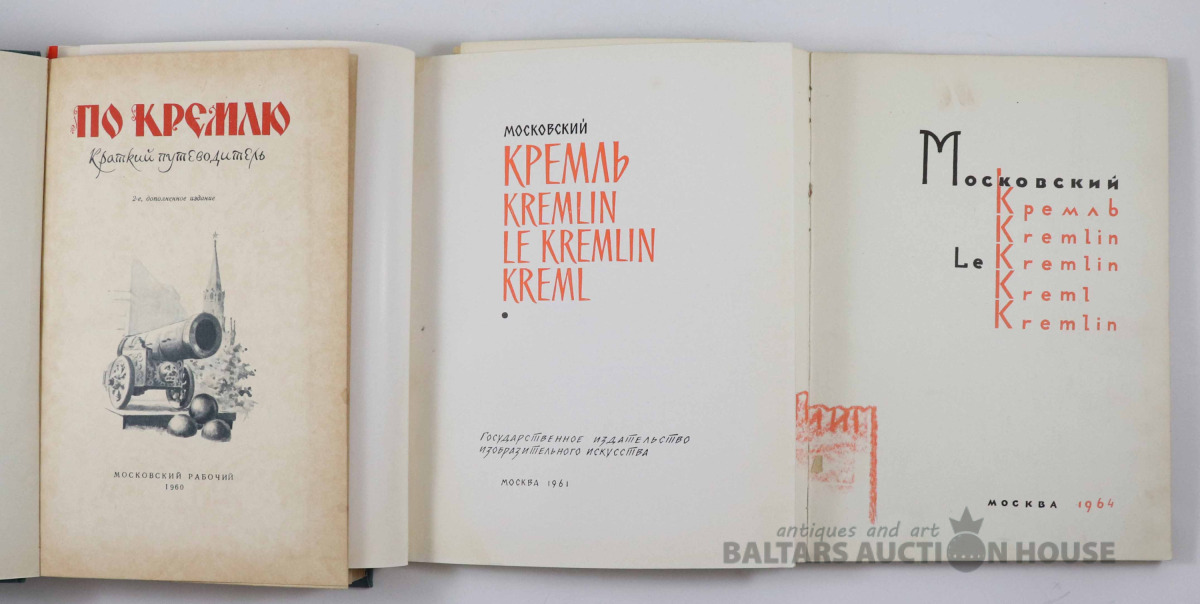 ПО КРЕМЛЮ
Краткий путеводитель
2-е, дополненное издание
МОСКОВСКИЙ РАБОЧИЙ
1960
МОСКОВСКИЙ
КРЕМЛЬ
KREMLIN
LE KREMLIN
KREML
ГОСУДАРСТВЕННОЕ ИЗДАТЕЛЬСТВО
ИЗОБРАЗИТЕЛЬНОГО ИСКУССТВА
МОСКВА 1961
Московский
Кремль
Kremlin
Le Kremlin
Kreml
Kremlin
МОСКВА 1964
antiques and art
BALTARS AUCTION HOUSE